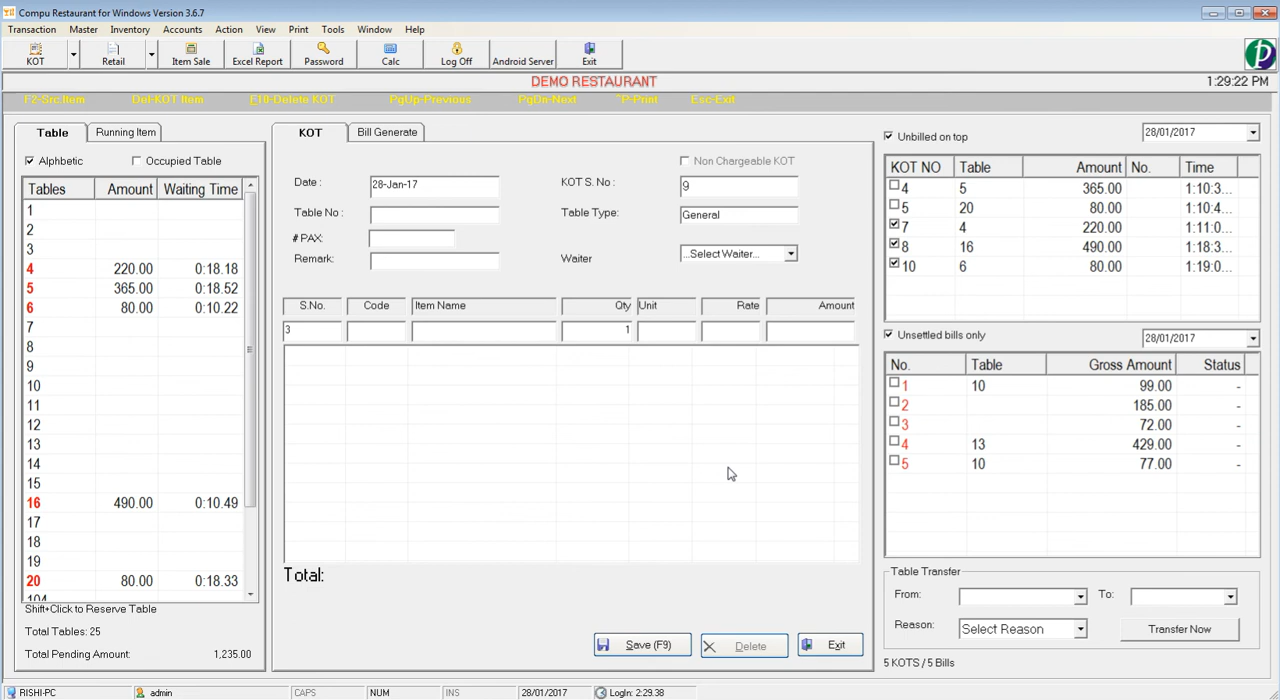 Compu Restaurant for Windows Version 3.6.7
Transaction Master Inventory Accounts Action View Print Tools Window Help
KOT Retail Item Sale Excel Report Password Calc Log Off Android Server Exit
DEMO RESTAURANT 1:29:22 PM
F2-Src.Item Del-KOT Item F10-Delete KOT PgUp-Previous PgDn-Next ^P-Print Esc-Exit
Table Running Item
Alphbetic Occupied Table
Tables Amount Waiting Time
1
2
3
4 220.00 0:18.18
5 365.00 0:18.52
6 80.00 0:10.22
7
8
9
10
11
12
13
14
15
16 490.00 0:10.49
17
18
19
20 80.00 0:18.33
104
Shift+Click to Reserve Table
Total Tables: 25
Total Pending Amount: 1,235.00
KOT Bill Generate
Non Chargeable KOT
Date : 28-Jan-17 KOT S. No : 9
Table No : Table Type: General
# PAX:
Remark: Waiter ...Select Waiter...
S.No. Code Item Name Qty Unit Rate Amount
3 1
Total:
Save (F9) Delete Exit
Unbilled on top 28/01/2017
KOT NO Table Amount No. Time
4 5 365.00 1:10:3...
5 20 80.00 1:10:4...
7 4 220.00 1:11:0...
8 16 490.00 1:18:3...
10 6 80.00 1:19:0...
Unsettled bills only 28/01/2017
No. Table Gross Amount Status
1 10 99.00 -
2 185.00 -
3 72.00 -
4 13 429.00 -
5 10 77.00 -
Table Transfer
From: To:
Reason: Select Reason Transfer Now
5 KOTS / 5 Bills
RISHI-PC admin CAPS NUM INS 28/01/2017 LogIn: 2:29.38